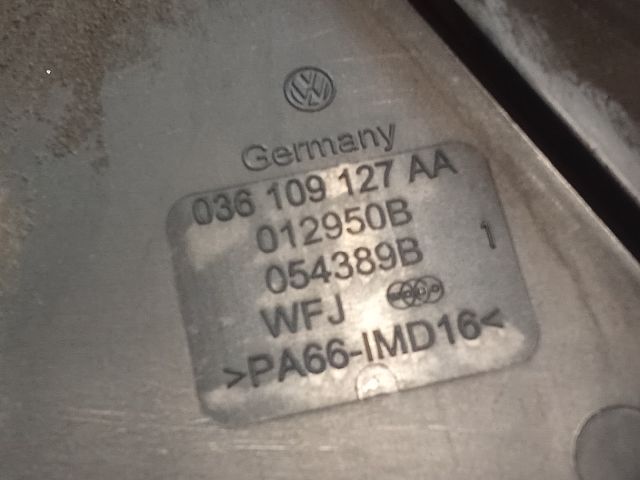 Germany
036 109 127 AA
012950B
054389B 1
WFJ
>PA66-IMD16<